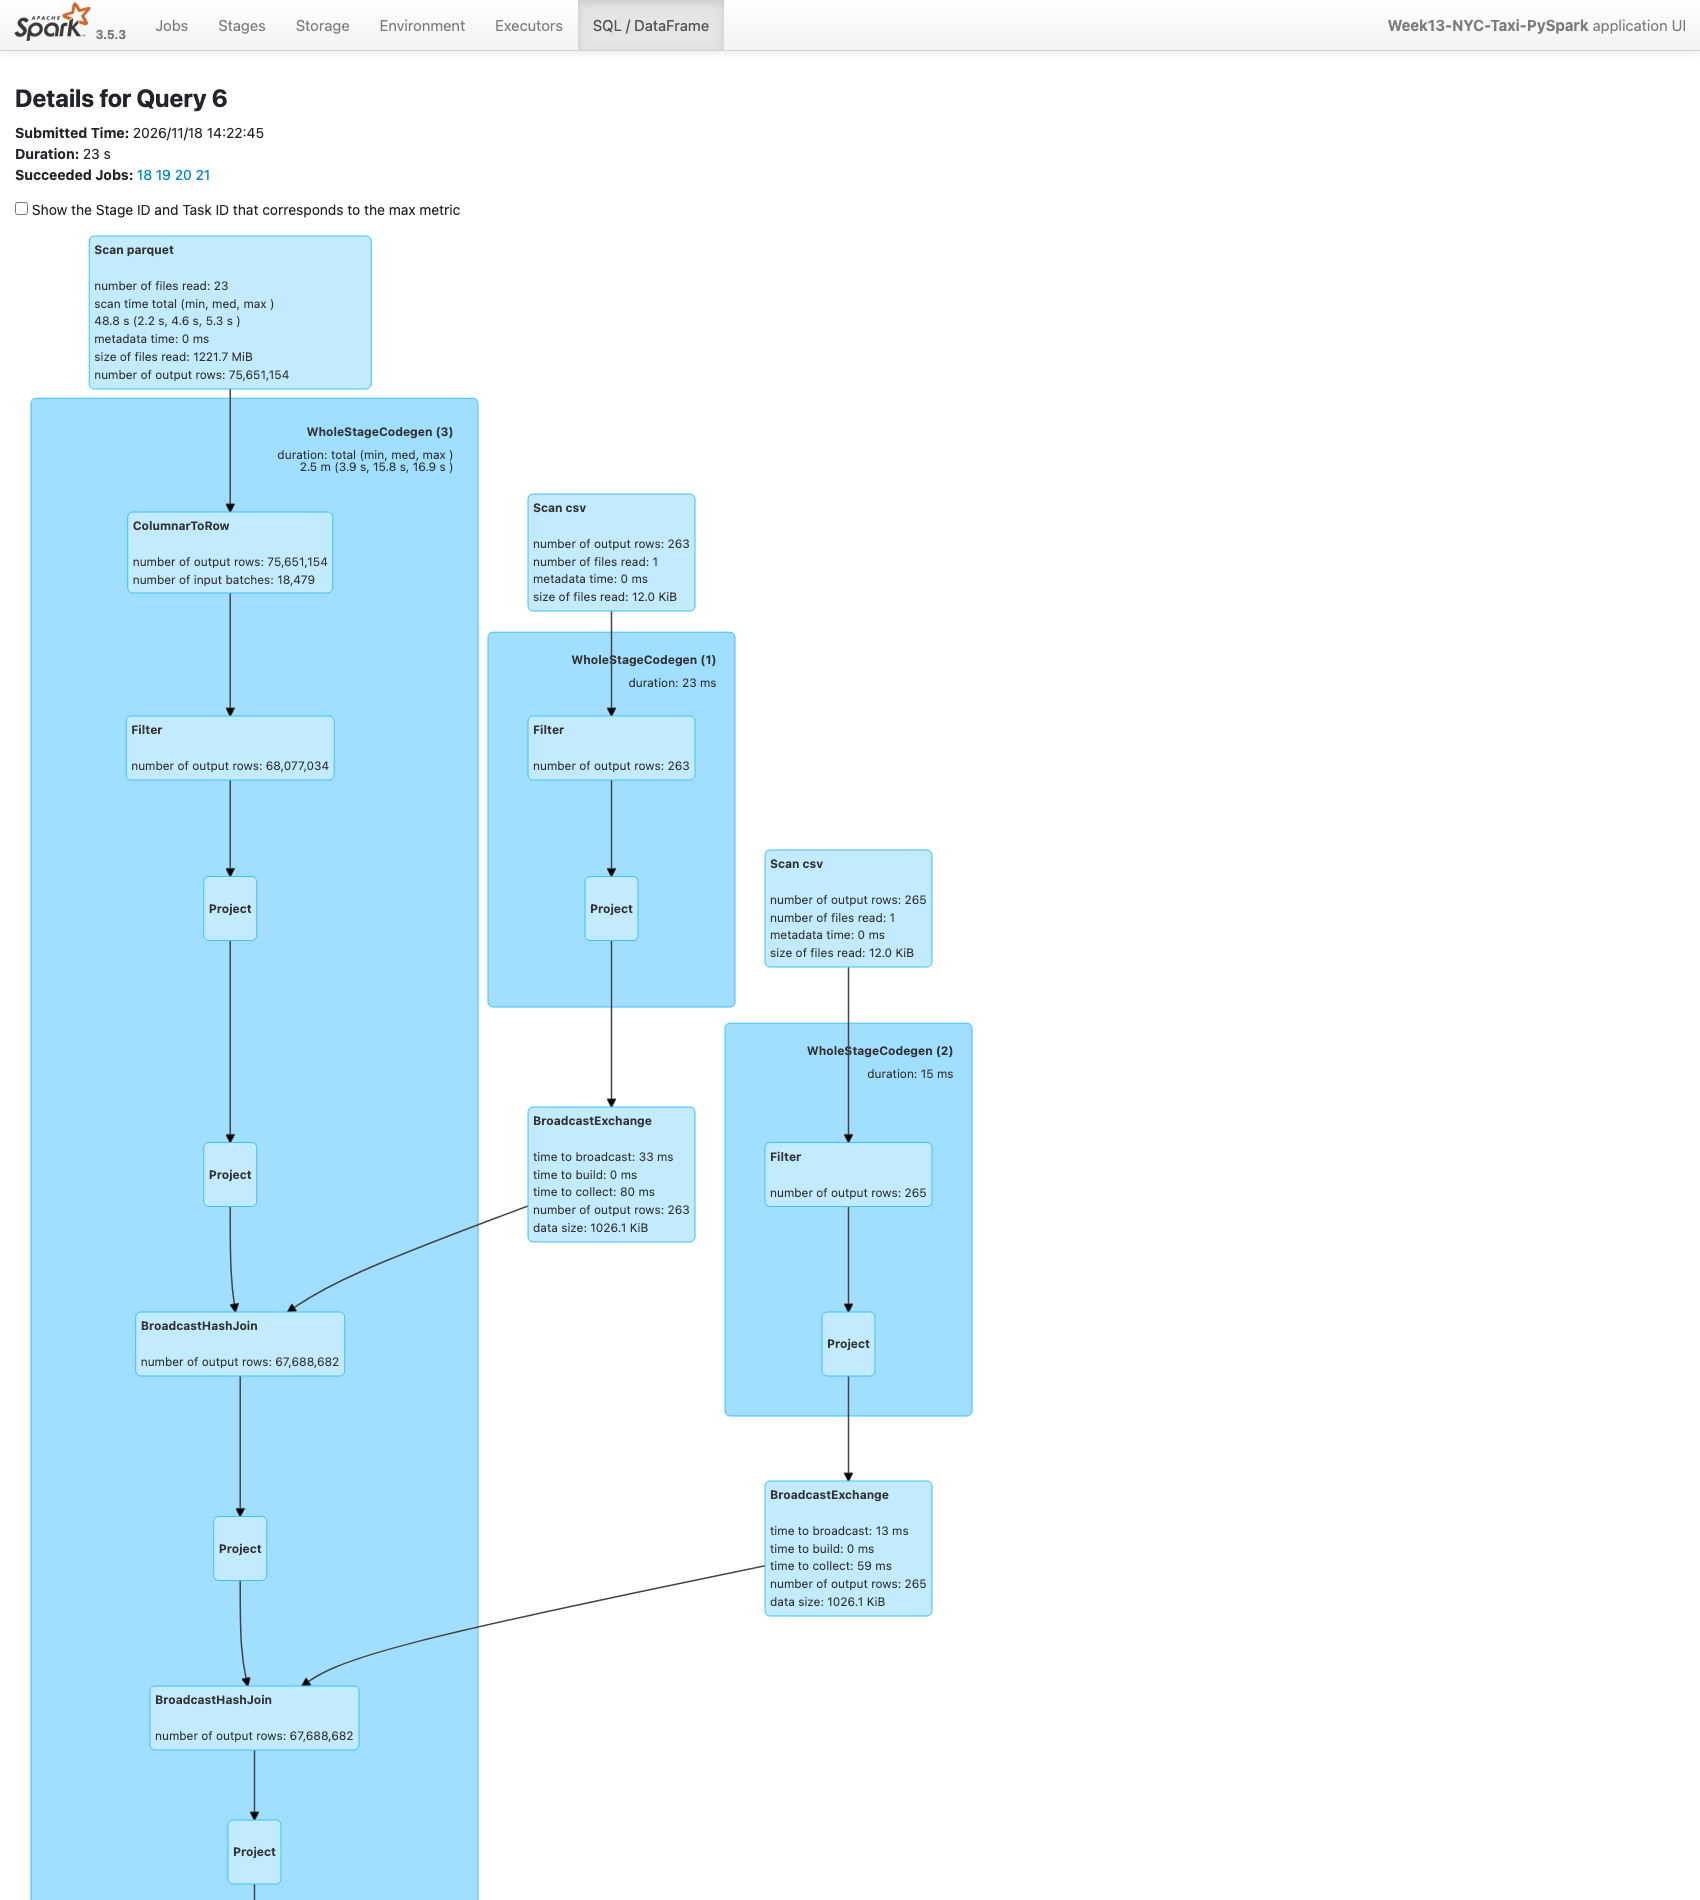 APACHE
Spark 3.5.3
Jobs
Stages
Storage
Environment
Executors
SQL / DataFrame
Week13-NYC-Taxi-PySpark application UI
Details for Query 6
Submitted Time: 2026/11/18 14:22:45
Duration: 23 s
Succeeded Jobs: 18 19 20 21
Show the Stage ID and Task ID that corresponds to the max metric
Scan parquet
number of files read: 23
scan time total (min, med, max )
48.8 s (2.2 s, 4.6 s, 5.3 s )
metadata time: 0 ms
size of files read: 1221.7 MiB
number of output rows: 75,651,154
WholeStageCodegen (3)
duration: total (min, med, max )
2.5 m (3.9 s, 15.8 s, 16.9 s )
ColumnarToRow
number of output rows: 75,651,154
number of input batches: 18,479
Scan csv
number of output rows: 263
number of files read: 1
metadata time: 0 ms
size of files read: 12.0 KiB
WholeStageCodegen (1)
duration: 23 ms
Filter
number of output rows: 68,077,034
Filter
number of output rows: 263
Project
Project
Scan csv
number of output rows: 265
number of files read: 1
metadata time: 0 ms
size of files read: 12.0 KiB
WholeStageCodegen (2)
duration: 15 ms
Project
BroadcastExchange
time to broadcast: 33 ms
time to build: 0 ms
time to collect: 80 ms
number of output rows: 263
data size: 1026.1 KiB
Filter
number of output rows: 265
BroadcastHashJoin
number of output rows: 67,688,682
Project
Project
BroadcastExchange
time to broadcast: 13 ms
time to build: 0 ms
time to collect: 59 ms
number of output rows: 265
data size: 1026.1 KiB
BroadcastHashJoin
number of output rows: 67,688,682
Project